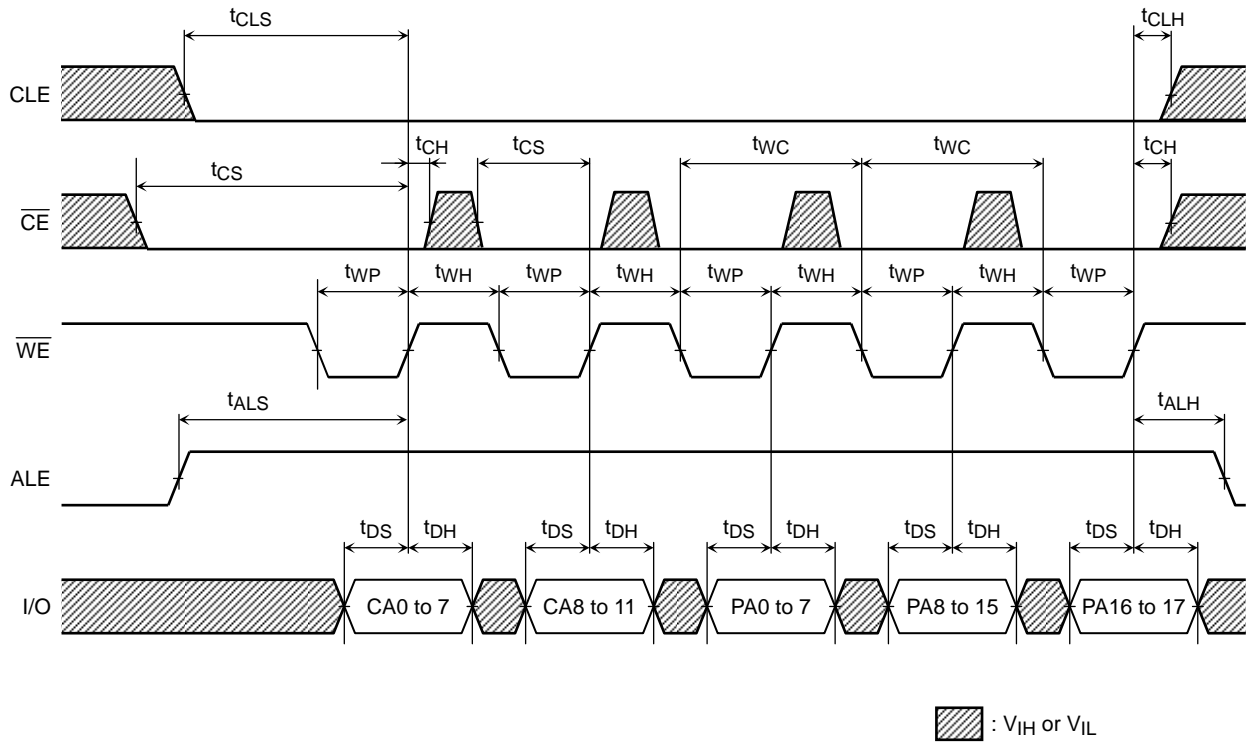 tCLS tCLH
CLE
tCH tCS tWC tWC tCH
tCS
CE
tWP tWH tWP tWH tWP tWH tWP tWH tWP
WE
tALS tALH
ALE
tDS tDH tDS tDH tDS tDH tDS tDH tDS tDH
I/O CA0 to 7 CA8 to 11 PA0 to 7 PA8 to 15 PA16 to 17
: VIH or VIL